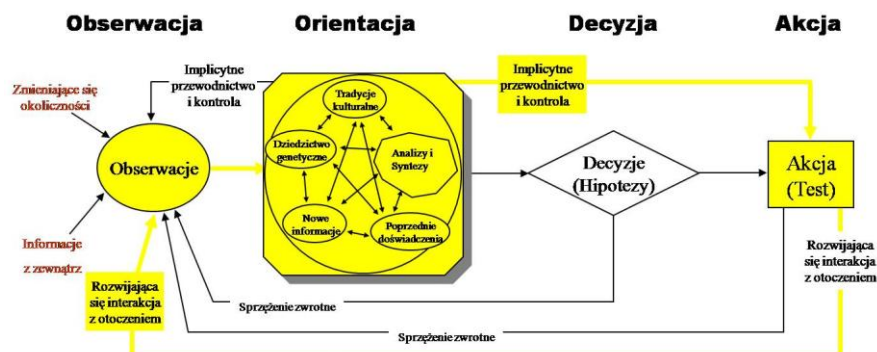 Obserwacja
Orientacja
Decyzja
Akcja
Zmieniające się
okoliczności
Implicytne
przewodnictwo
i kontrola
Obserwacje
Informacje
z zewnątrz
Tradycje
kulturalne
Dziedzictwo
genetyczne
Analizy i
Syntezy
Nowe
informacje
Poprzednie
doświadczenia
Implicytne
przewodnictwo
i kontrola
Decyzje
(Hipotezy)
Akcja
(Test)
Rozwijająca
się interakcja
z otoczeniem
Sprzężenie zwrotne
Sprzężenie zwrotne
Rozwijająca
się interakcja
z otoczeniem